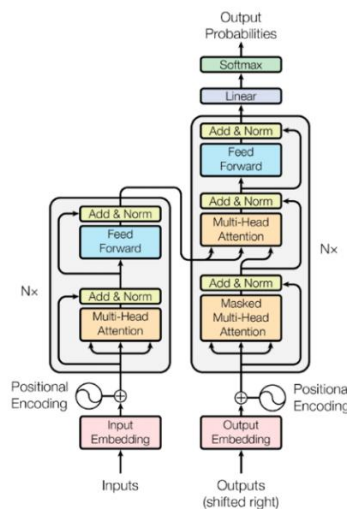 Output
Probabilities
Softmax
Linear
Add & Norm
Feed
Forward
Add & Norm
Multi-Head
Attention
Add & Norm
Masked
Multi-Head
Attention
Nx
Add & Norm
Feed
Forward
Add & Norm
Multi-Head
Attention
Nx
Positional
Encoding
Input
Embedding
Inputs
Positional
Encoding
Output
Embedding
Outputs
(shifted right)